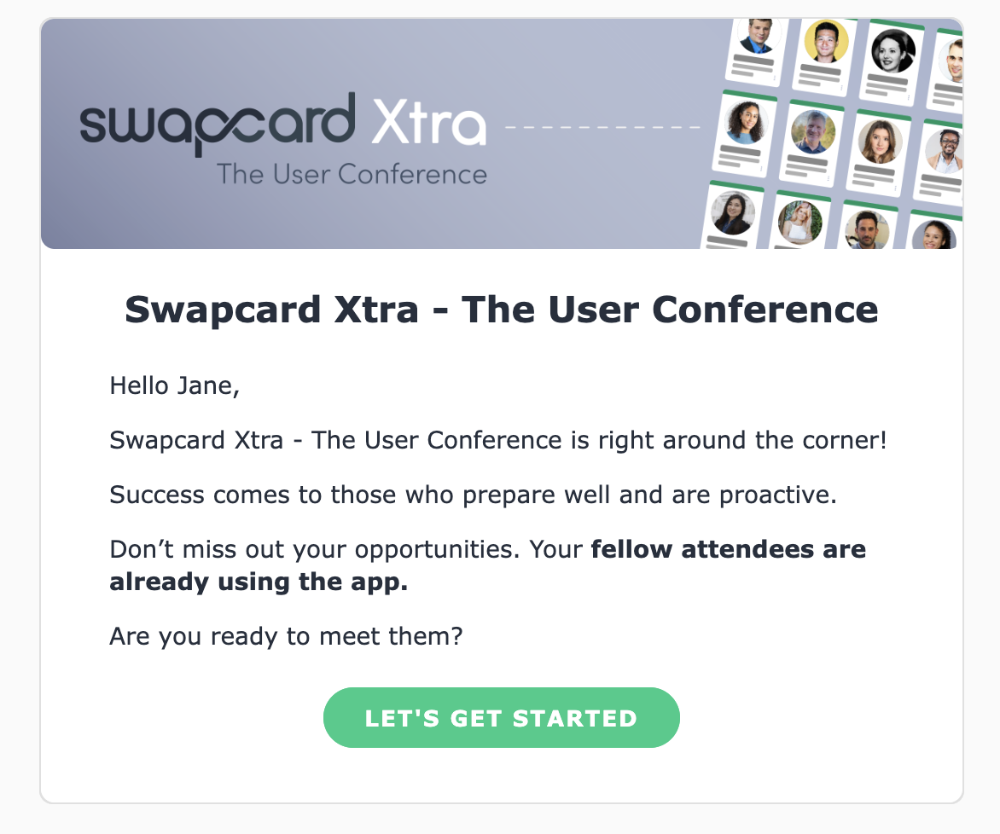 swapcard Xtra
The User Conference
Swapcard Xtra - The User Conference
Hello Jane,
Swapcard Xtra - The User Conference is right around the corner!
Success comes to those who prepare well and are proactive.
Don’t miss out your opportunities. Your fellow attendees are
already using the app.
Are you ready to meet them?
LET'S GET STARTED